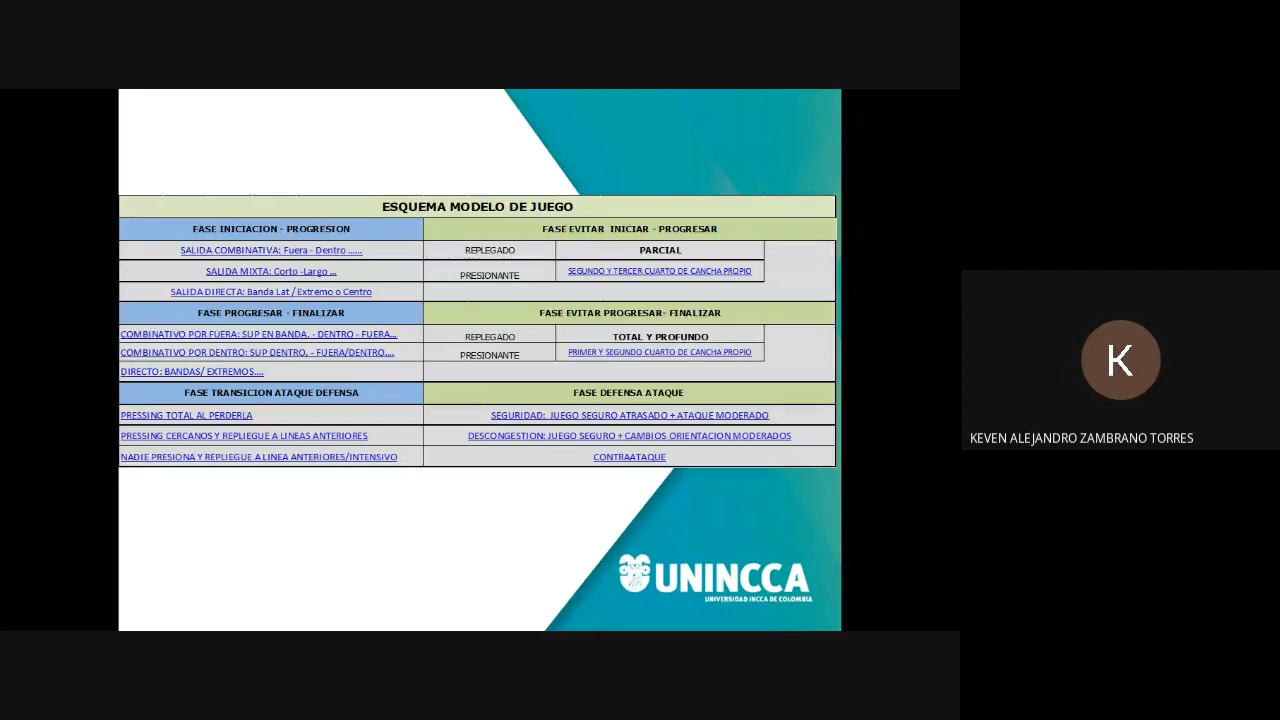 ESQUEMA MODELO DE JUEGO
FASE INICIACION - PROGRESION
FASE EVITAR INICIAR - PROGRESAR
SALIDA COMBINATIVA: Fuera - Dentro ......
REPLEGADO
PARCIAL
SALIDA MIXTA: Corto -Largo ...
PRESIONANTE
SEGUNDO Y TERCER CUARTO DE CANCHA PROPIO
SALIDA DIRECTA: Banda Lat / Extremo o Centro
FASE PROGRESAR - FINALIZAR
FASE EVITAR PROGRESAR- FINALIZAR
COMBINATIVO POR FUERA: SUP EN BANDA. - DENTRO - FUERA...
REPLEGADO
TOTAL Y PROFUNDO
COMBINATIVO POR DENTRO: SUP DENTRO. - FUERA/DENTRO....
PRESIONANTE
PRIMER Y SEGUNDO CUARTO DE CANCHA PROPIO
DIRECTO: BANDAS/ EXTREMOS....
FASE TRANSICION ATAQUE DEFENSA
FASE DEFENSA ATAQUE
PRESSING TOTAL AL PERDERLA
SEGURIDAD: JUEGO SEGURO ATRASADO + ATAQUE MODERADO
PRESSING CERCANOS Y REPLIEGUE A LINEAS ANTERIORES
DESCONGESTION: JUEGO SEGURO + CAMBIOS ORIENTACION MODERADOS
NADIE PRESIONA Y REPLIEGUE A LINEA ANTERIORES/INTENSIVO
CONTRAATAQUE
UNINCCA
UNIVERSIDAD INCCA DE COLOMBIA
K
KEVEN ALEJANDRO ZAMBRANO TORRES